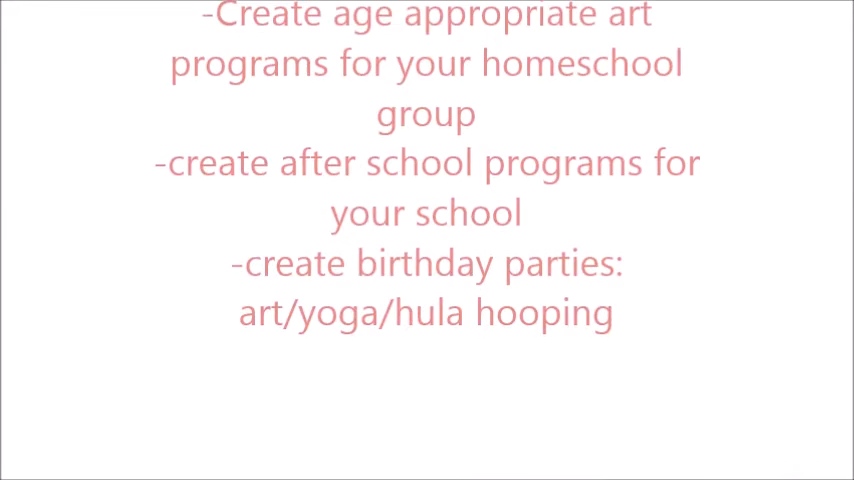 -Create age appropriate art
programs for your homeschool
group
-create after school programs for
your school
-create birthday parties:
art/yoga/hula hooping